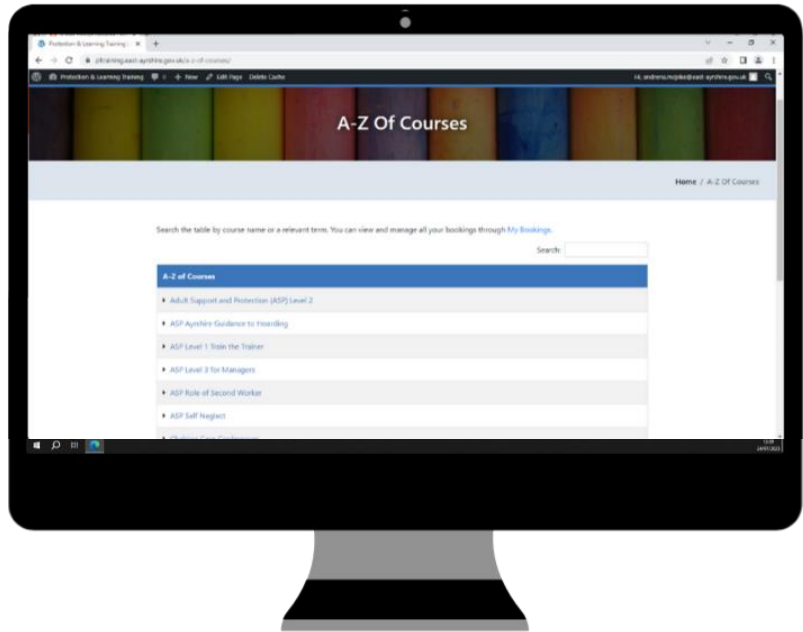 Protection & Learning Training
Protection & Learning Training 0 + New Edit Page Delete Cache
A-Z Of Courses
Home / A-Z Of Courses
Search the table by course name or a relevant term. You can view and manage all your bookings through My Bookings.
Search:
A-Z of Courses
Adult Support and Protection (ASP) Level 2
ASP Ayrshire Guidance to Hoarding
ASP Level 1 Train the Trainer
ASP Level 3 for Managers
ASP Role of Second Worker
ASP Self Neglect